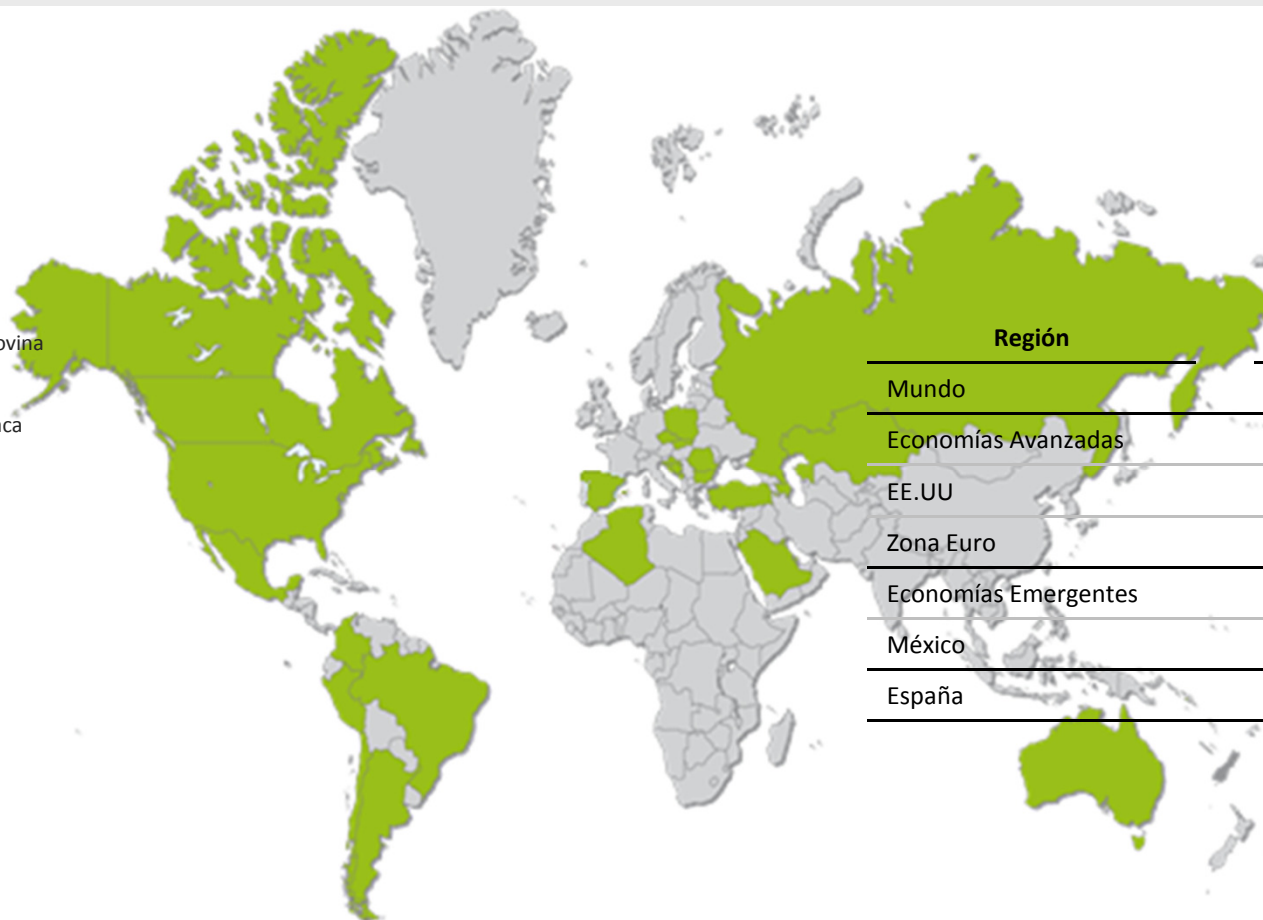 ovina
ca
Región
Mundo
Economías Avanzadas
EE.UU
Zona Euro
Economías Emergentes
México
España